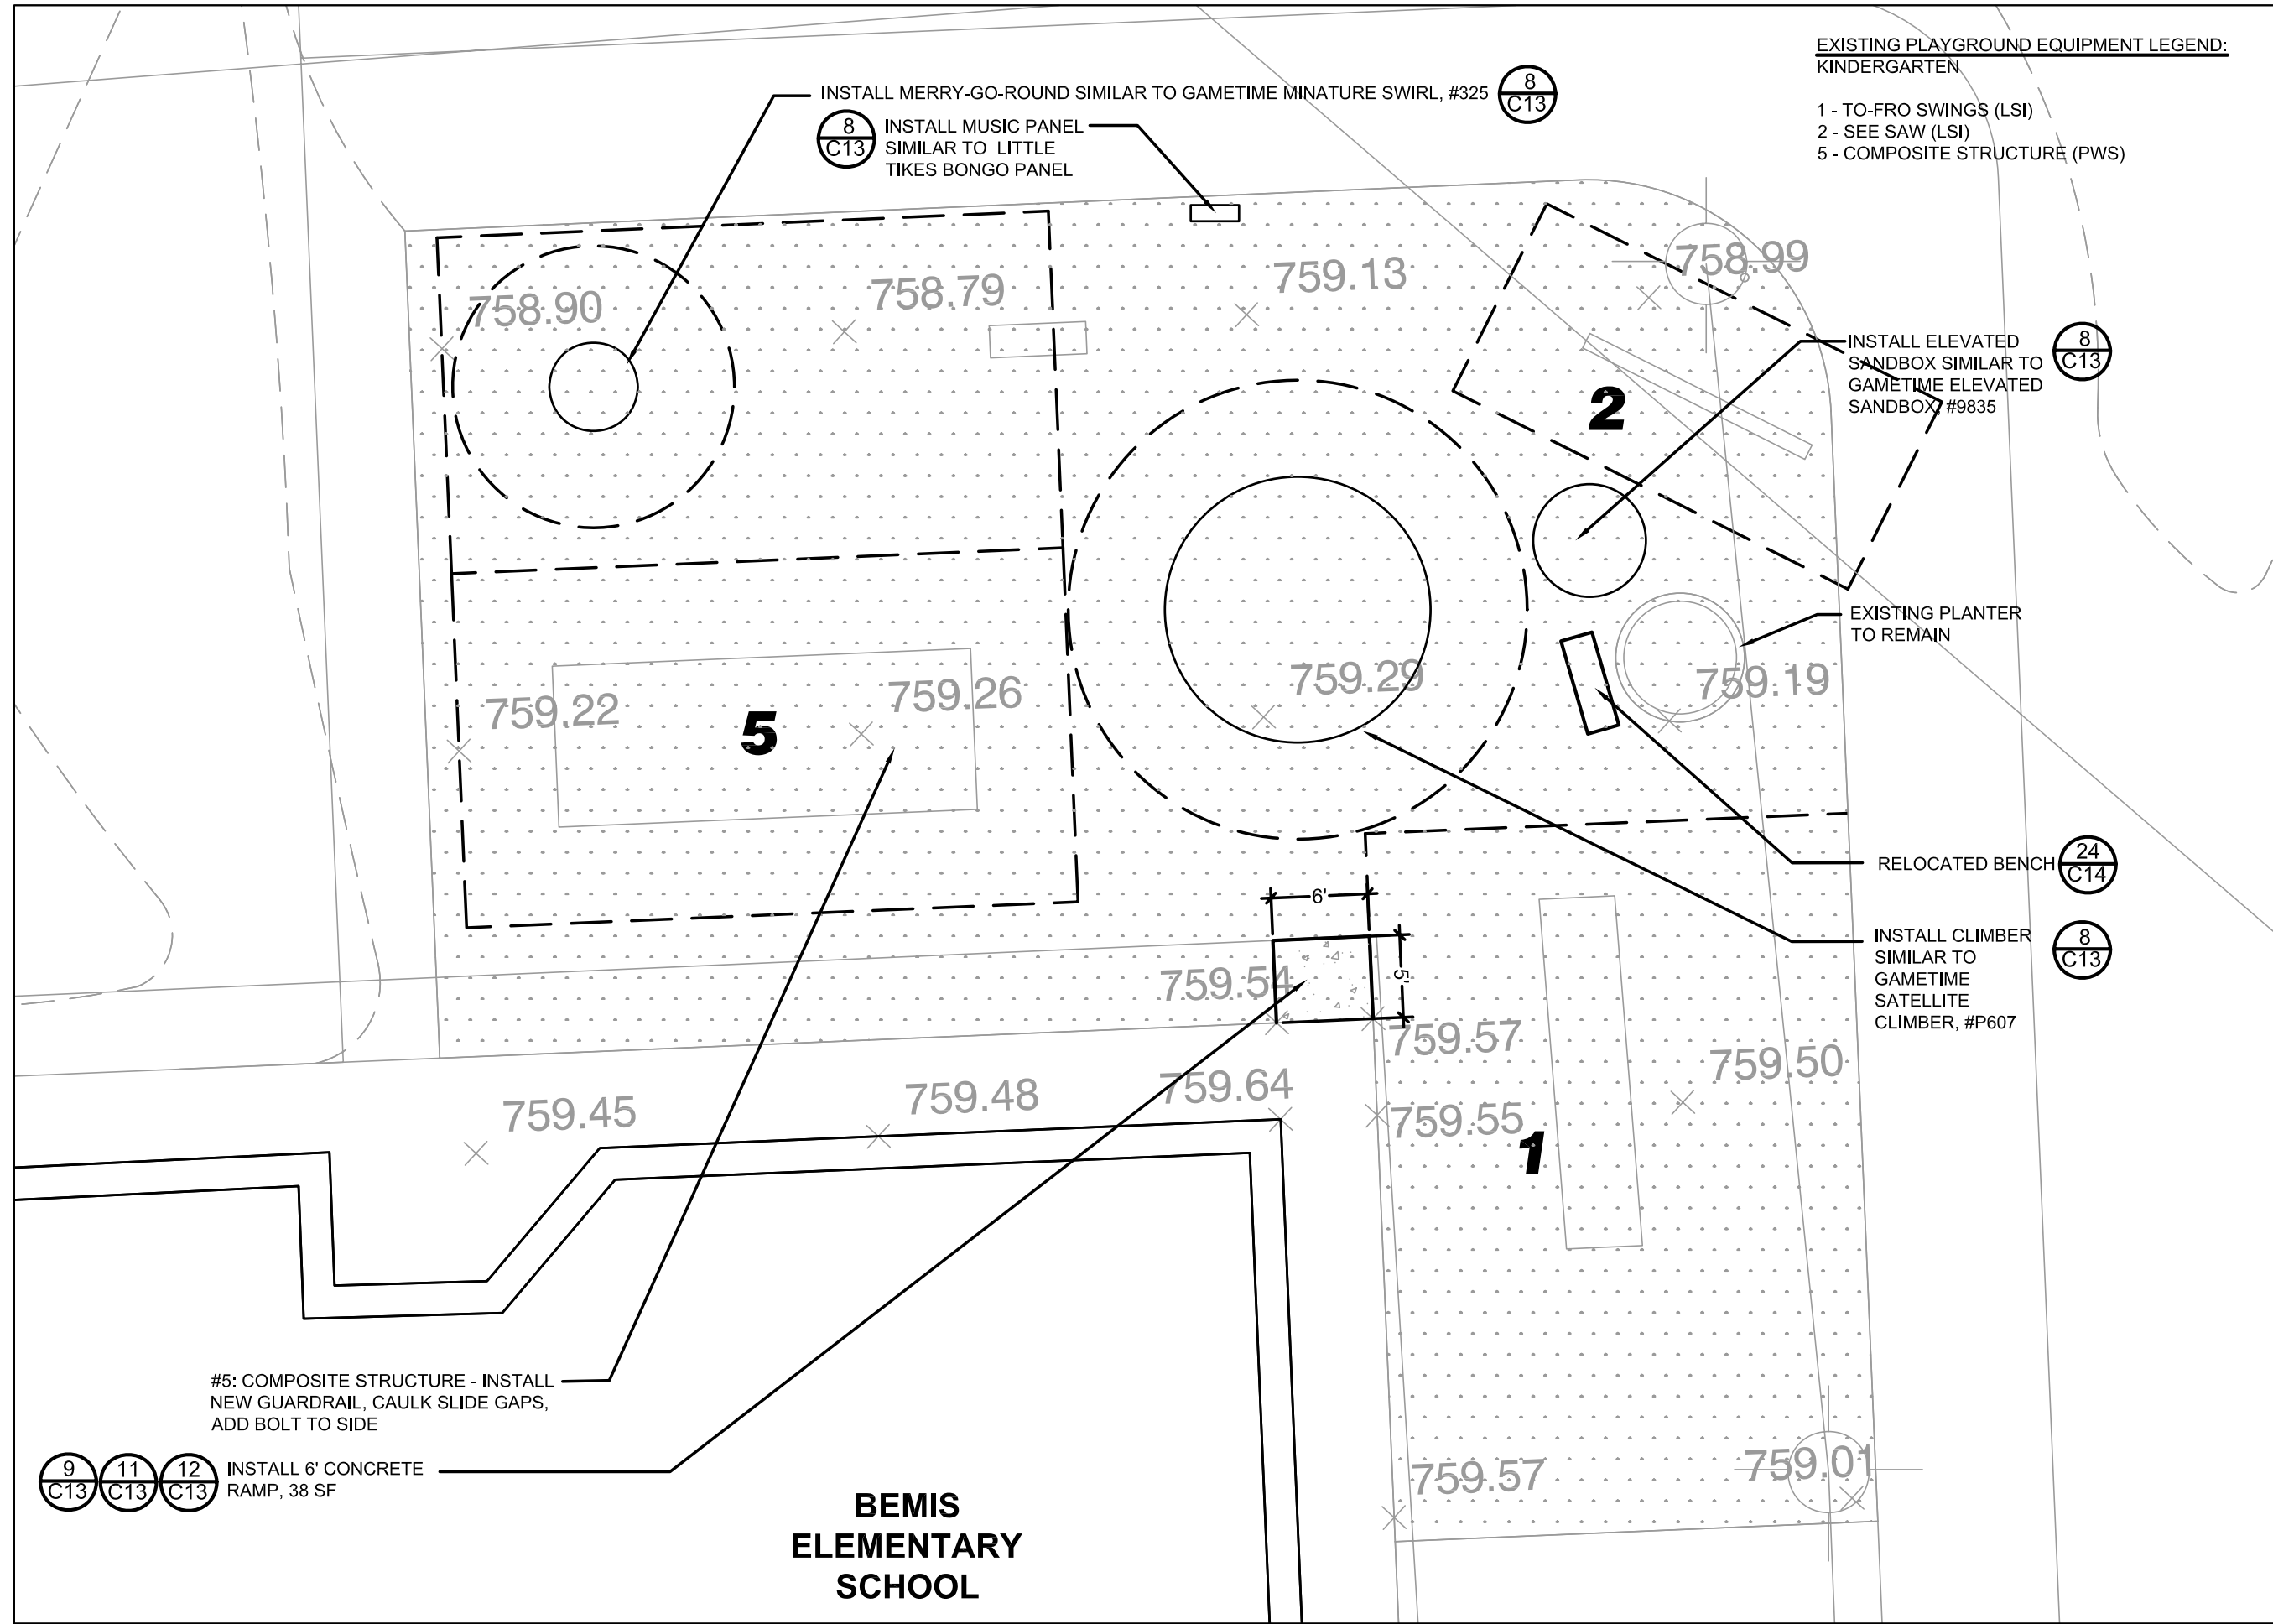 EXISTING PLAYGROUND EQUIPMENT LEGEND:
KINDERGARTEN
1 - TO-FRO SWINGS (LSI)
2 - SEE SAW (LSI)
5 - COMPOSITE STRUCTURE (PWS)
INSTALL MERRY-GO-ROUND SIMILAR TO GAMETIME MINATURE SWIRL, #325
8
C13
8
C13
INSTALL MUSIC PANEL
SIMILAR TO LITTLE
TIKES BONGO PANEL
758.90
758.79
759.13
758.99
INSTALL ELEVATED
SANDBOX SIMILAR TO
GAMETIME ELEVATED
SANDBOX, #9835
8
C13
2
EXISTING PLANTER
TO REMAIN
759.22
5
759.26
759.29
759.19
RELOCATED BENCH
24
C14
6'
5'
INSTALL CLIMBER
SIMILAR TO
GAMETIME
SATELLITE
CLIMBER, #P607
8
C13
759.54
759.57
759.50
759.45
759.48
759.64
759.55
1
#5: COMPOSITE STRUCTURE - INSTALL
NEW GUARDRAIL, CAULK SLIDE GAPS,
ADD BOLT TO SIDE
9
C13
11
C13
12
C13
INSTALL 6' CONCRETE
RAMP, 38 SF
759.57
759.01
BEMIS
ELEMENTARY
SCHOOL